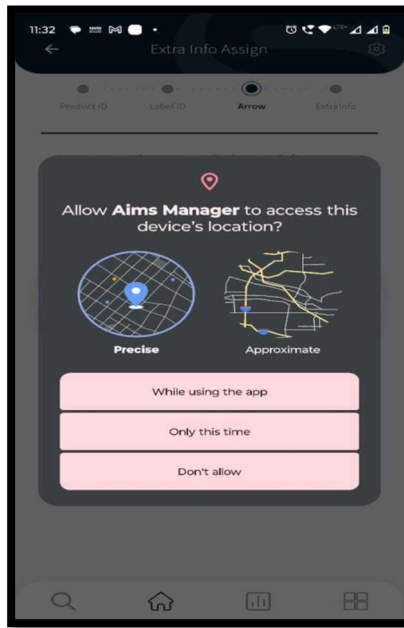 11:32
LTE+
Extra Info Assign
Product ID
Label ID
Arrow
ExtraInfo
Allow Aims Manager to access this
device's location?
Precise
Approximate
While using the app
Only this time
Don't allow